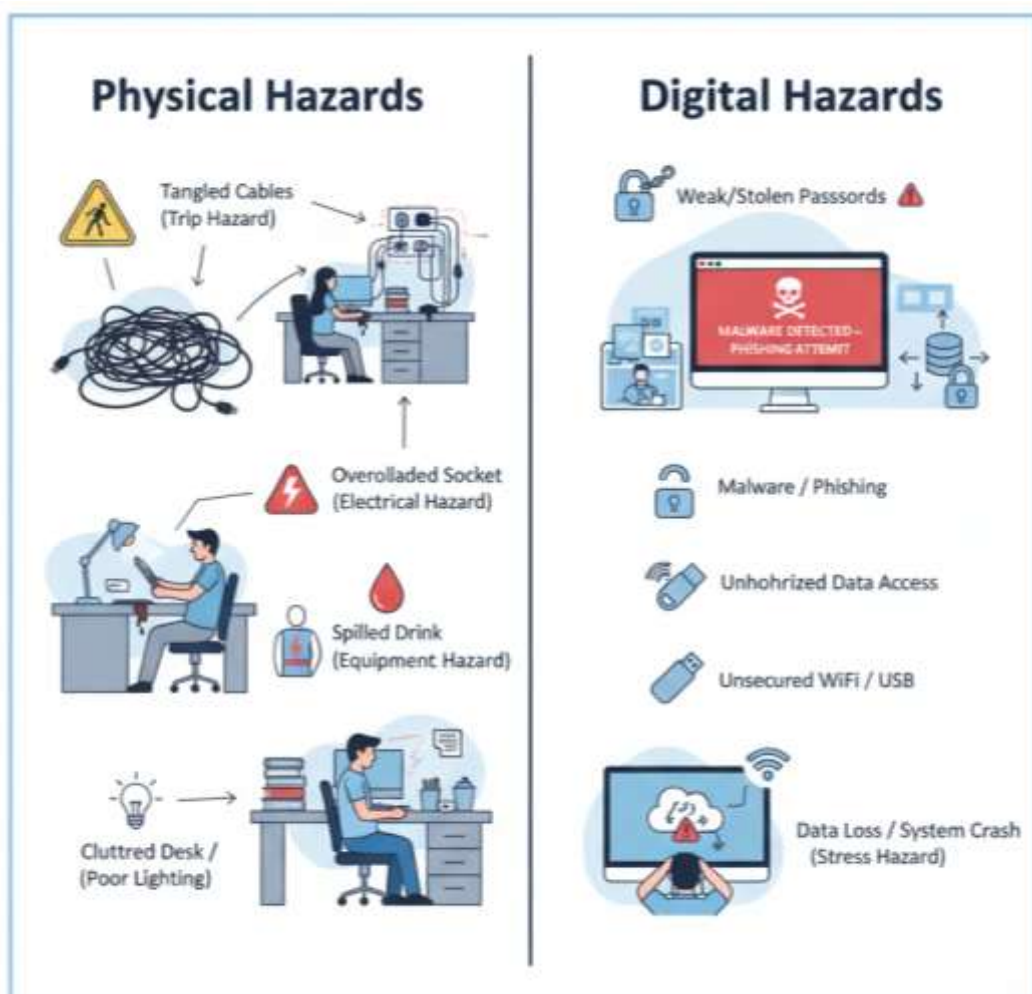 Physical Hazards
Tangled Cables
(Trip Hazard)
Overolladed Socket
(Electrical Hazard)
Spilled Drink
(Equipment Hazard)
Cluttred Desk /
(Poor Lighting)
Digital Hazards
Weak/Stolen Passsords
MALWARE DETECTED–
PHISHING ATTEMIT
Malware / Phishing
Unhohrized Data Access
Unsecured WiFi / USB
Data Loss / System Crash
(Stress Hazard)